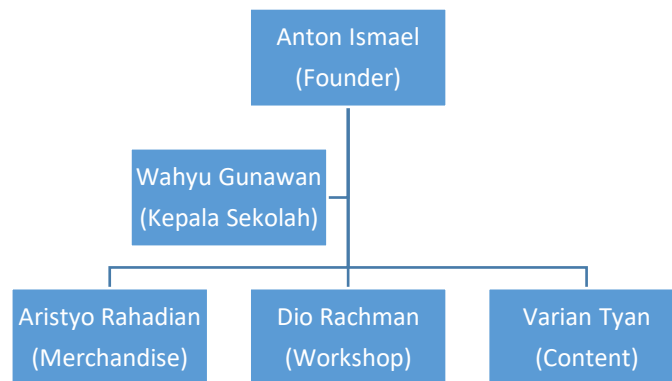 Anton Ismael
(Founder)
Wahyu Gunawan
(Kepala Sekolah)
Aristyo Rahadian
(Merchandise)
Dio Rachman
(Workshop)
Varian Tyan
(Content)